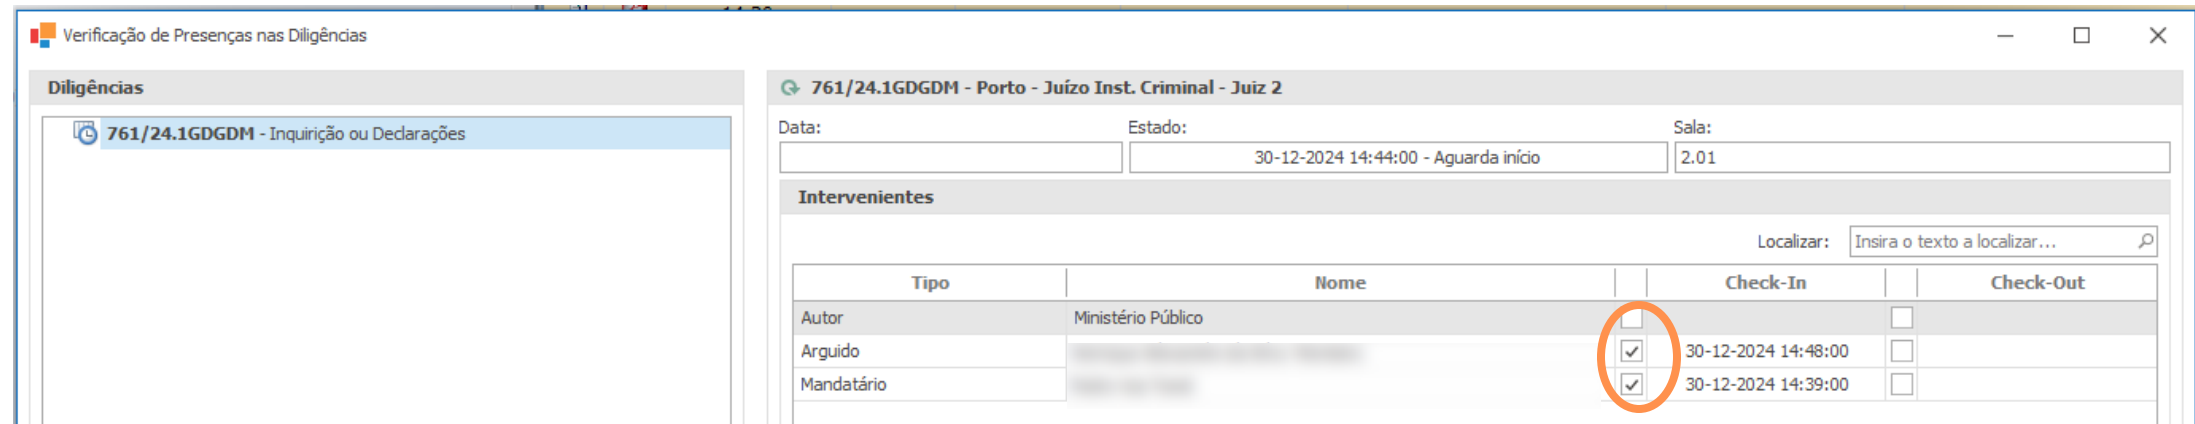 Verificação de Presenças nas Diligências
Diligências
761/24.1GDGDM - Inquirição ou Declarações
761/24.1GDGDM - Porto - Juízo Inst. Criminal - Juiz 2
Data: Estado: Sala:
30-12-2024 14:44:00 - Aguarda início 2.01
Intervenientes
Localizar: Insira o texto a localizar...
Tipo Nome Check-In Check-Out
Autor Ministério Público
Arguido 30-12-2024 14:48:00
Mandatário 30-12-2024 14:39:00